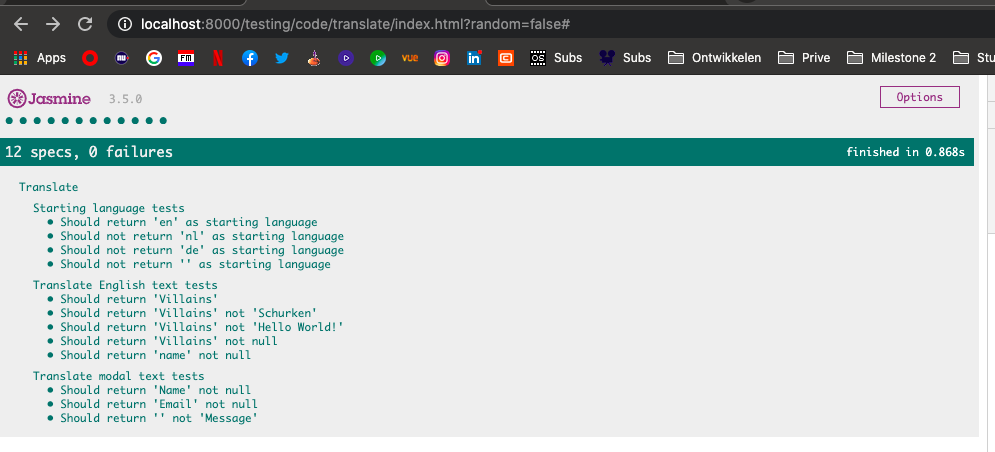 localhost:8000/testing/code/translate/index.html?random=false#
Apps
nu
G
FM
N
f
vue
in
OS
Subs
Subs
Ontwikkelen
Prive
Milestone 2
Stu
Jasmine 3.5.0
Options
12 specs, 0 failures
finished in 0.868s
Translate
Starting language tests
• Should return 'en' as starting language
• Should not return 'nl' as starting language
• Should not return 'de' as starting language
• Should not return '' as starting language
Translate English text tests
• Should return 'Villains'
• Should return 'Villains' not 'Schurken'
• Should return 'Villains' not 'Hello World!'
• Should return 'Villains' not null
• Should return 'name' not null
Translate modal text tests
• Should return 'Name' not null
• Should return 'Email' not null
• Should return '' not 'Message'